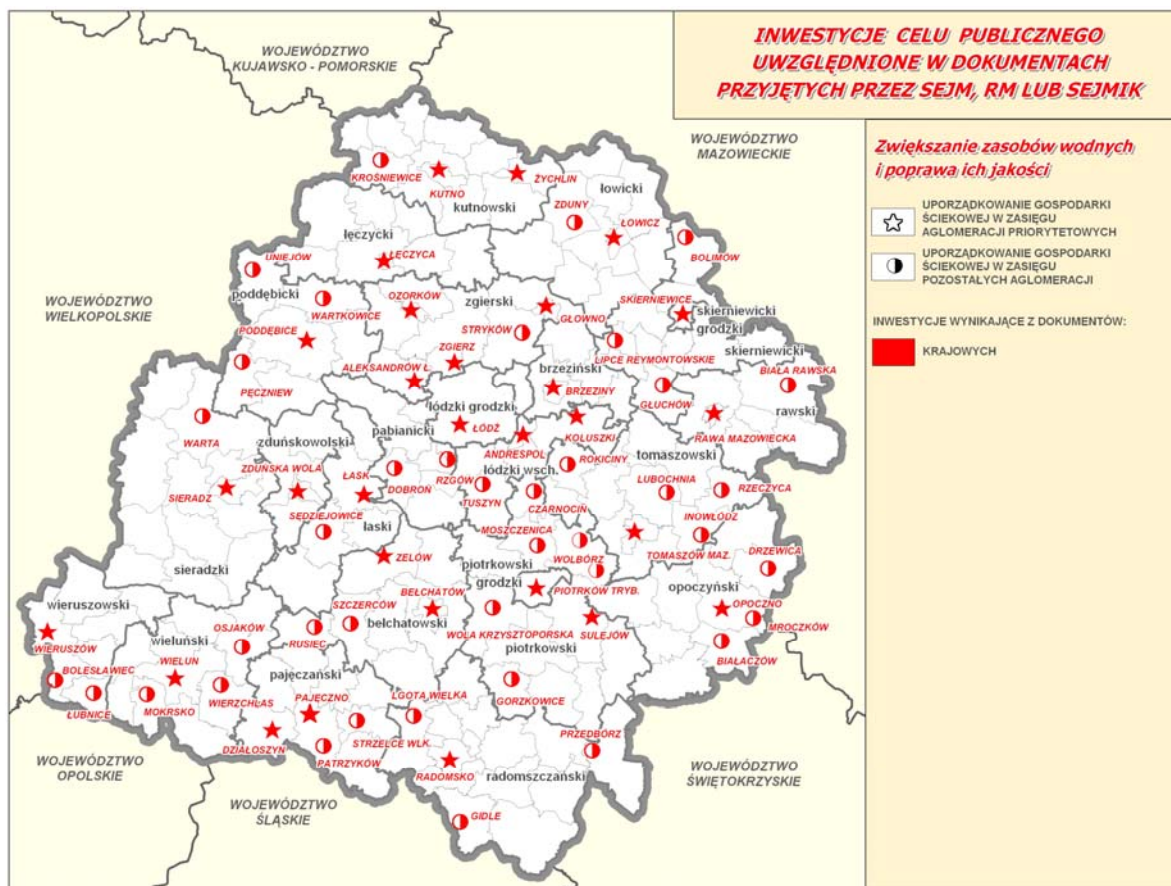 INWESTYCJE CELU PUBLICZNEGO
UWZGLĘDNIONE W DOKUMENTACH
PRZYJĘTYCH PRZEZ SEJM, RM LUB SEJMIK
Zwiększanie zasobów wodnych
i poprawa ich jakości
UPORZĄDKOWANIE GOSPODARKI
ŚCIEKOWEJ W ZASIĘGU
AGLOMERACJI PRIORYTETOWYCH
UPORZĄDKOWANIE GOSPODARKI
ŚCIEKOWEJ W ZASIĘGU
POZOSTAŁYCH AGLOMERACJI
INWESTYCJE WYNIKAJĄCE Z DOKUMENTÓW:
KRAJOWYCH
WOJEWÓDZTWO
KUJAWSKO - POMORSKIE
WOJEWÓDZTWO
MAZOWIECKIE
KROŚNIEWICE
KUTNO
ŻYCHLIN
kutnowski
łowicki
ZDUNY
ŁOWICZ
BOLIMÓW
łęczycki
ŁĘCZYCA
UNIEJÓW
poddębicki
WARTKOWICE
WOJEWÓDZTWO
WIELKOPOLSKIE
OZORKÓW
zgierski
GŁOWNO
SKIERNIEWICE
skierniewicki
grodzki
PODDĘBICE
STRYKÓW
ZGIERZ
LIPCE REYMONTOWSKIE
skierniewicki
ALEKSANDRÓW Ł.
PĘCZNIEW
brzeziński
BRZEZINY
GŁUCHÓW
BIAŁA RAWSKA
rawski
RAWA MAZOWIECKA
WARTA
łódzki grodzki
ŁÓDŹ
pabianicki
KOLUSZKI
ANDRESPOL
zduńskowolski
ZDUŃSKA WOLA
ŁASK
DOBROŃ
RZGÓW
TUSZYN
łódzki wsch.
ROKICINY
tomaszowski
LUBOCHNIA
RZECZYCA
SIERADZ
CZARNOCIN
SĘDZIEJOWICE
łaski
MOSZCZENICA
INOWŁÓDZ
WOLBÓRZ
TOMASZÓW MAZ.
DRZEWICA
sieradzki
ZELÓW
piotrkowski
grodzki
PIOTRKÓW TRYB.
opoczyński
OPOCZNO
MROCZKÓW
BIAŁACZÓW
wieruszowski
WIERUSZÓW
SZCZERCÓW
BEŁCHATÓW
bełchatowski
WOLA KRZYSZTOPORSKA
SULEJÓW
piotrkowski
OSJAKÓW
RUSIEC
wieluński
WIELUN
BOLESŁAWIEC
ŁUBNICE
MOKRSKO
WIERZCHLAS
pajęczański
PAJĘCZNO
LGOTA WIELKA
GORZKOWICE
DZIAŁOSZYN
STRZELCE WLK.
PATRZYKÓW
RADOMSKO
PRZEDBÓRZ
radomszczański
GIDLE
WOJEWÓDZTWO
OPOLSKIE
WOJEWÓDZTWO
ŚLĄSKIE
WOJEWÓDZTWO
ŚWIĘTOKRZYSKIE